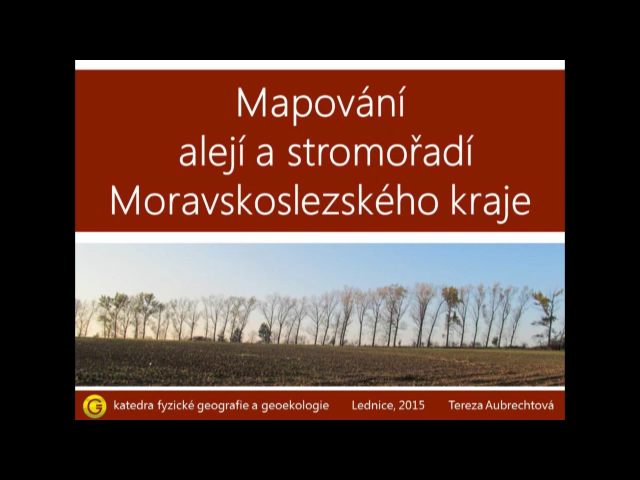 Mapování
alejí a stromořadí
Moravskoslezského kraje
katedra fyzické geografie a geoekologie Lednice, 2015 Tereza Aubrechtová